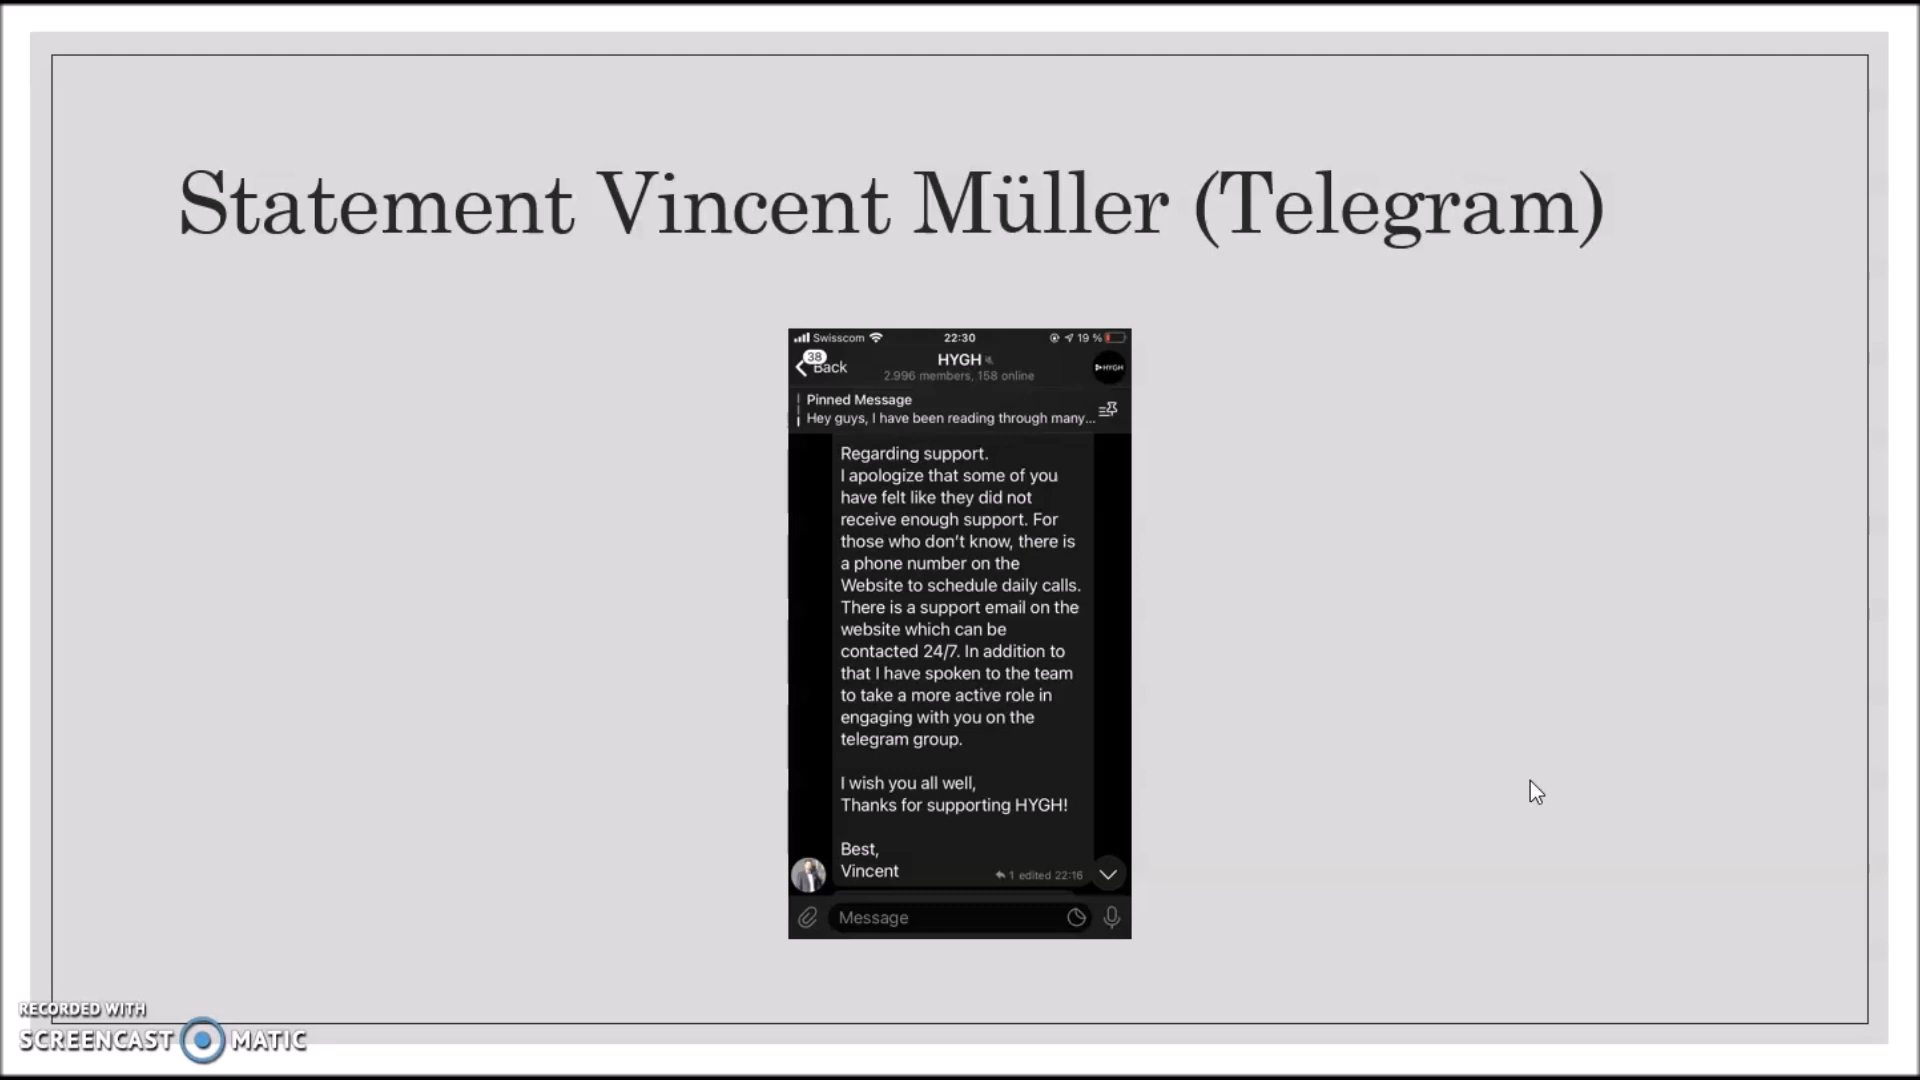 Statement Vincent Müller (Telegram)
Swisscom 22:30 19 %
38
Back
HYGH
2.996 members, 158 online
HYGH
Pinned Message
Hey guys, I have been reading through many...
Regarding support.
I apologize that some of you
have felt like they did not
receive enough support. For
those who don't know, there is
a phone number on the
Website to schedule daily calls.
There is a support email on the
website which can be
contacted 24/7. In addition to
that I have spoken to the team
to take a more active role in
engaging with you on the
telegram group.
I wish you all well,
Thanks for supporting HYGH!
Best,
Vincent
1 edited 22:16
Message
RECORDED WITH
SCREENCAST MATIC